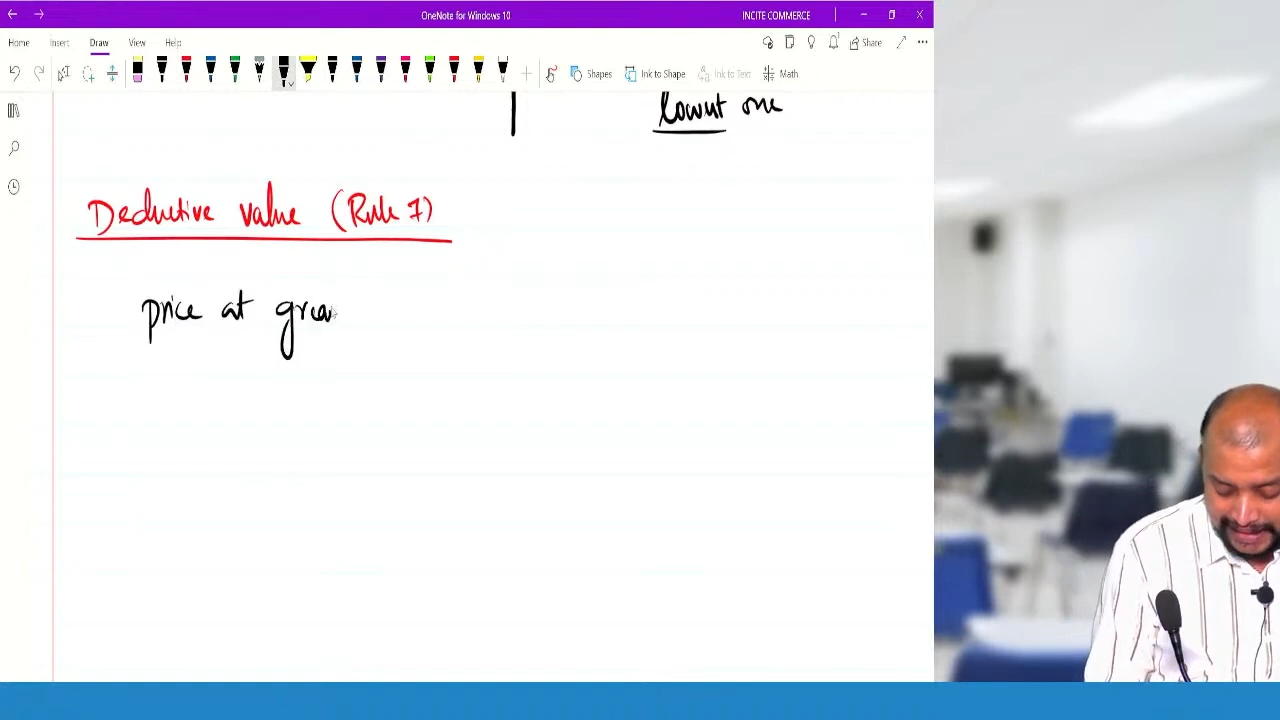 OneNote for Windows 10
INCITE COMMERCE
Home Insert Draw View Help
Share
Shapes Ink to Shape Ink to Text Math
lowest one
Deductive value (Rule 7)
price at grea